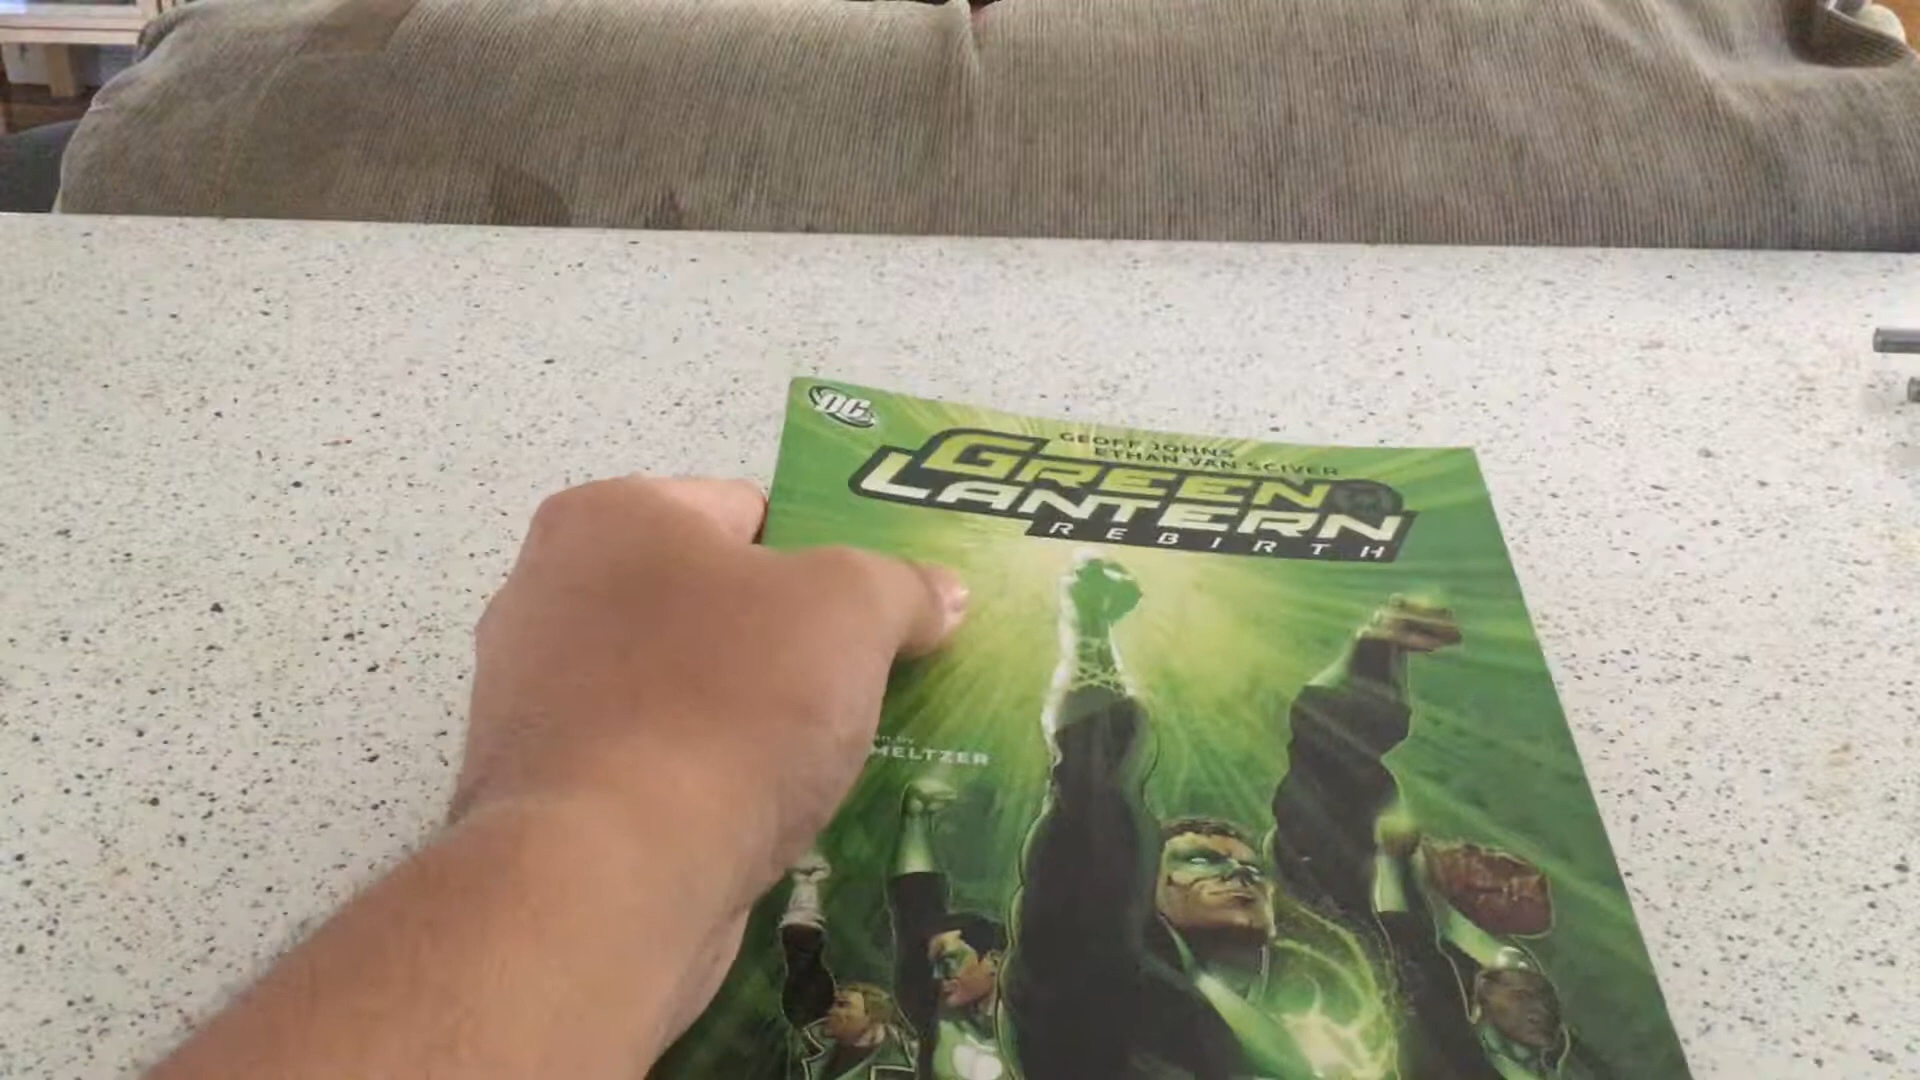 DC
GEOFF JOHNS
ETHAN VAN SCIVER
GREEN
LANTERN
REBIRTH
MELTZER